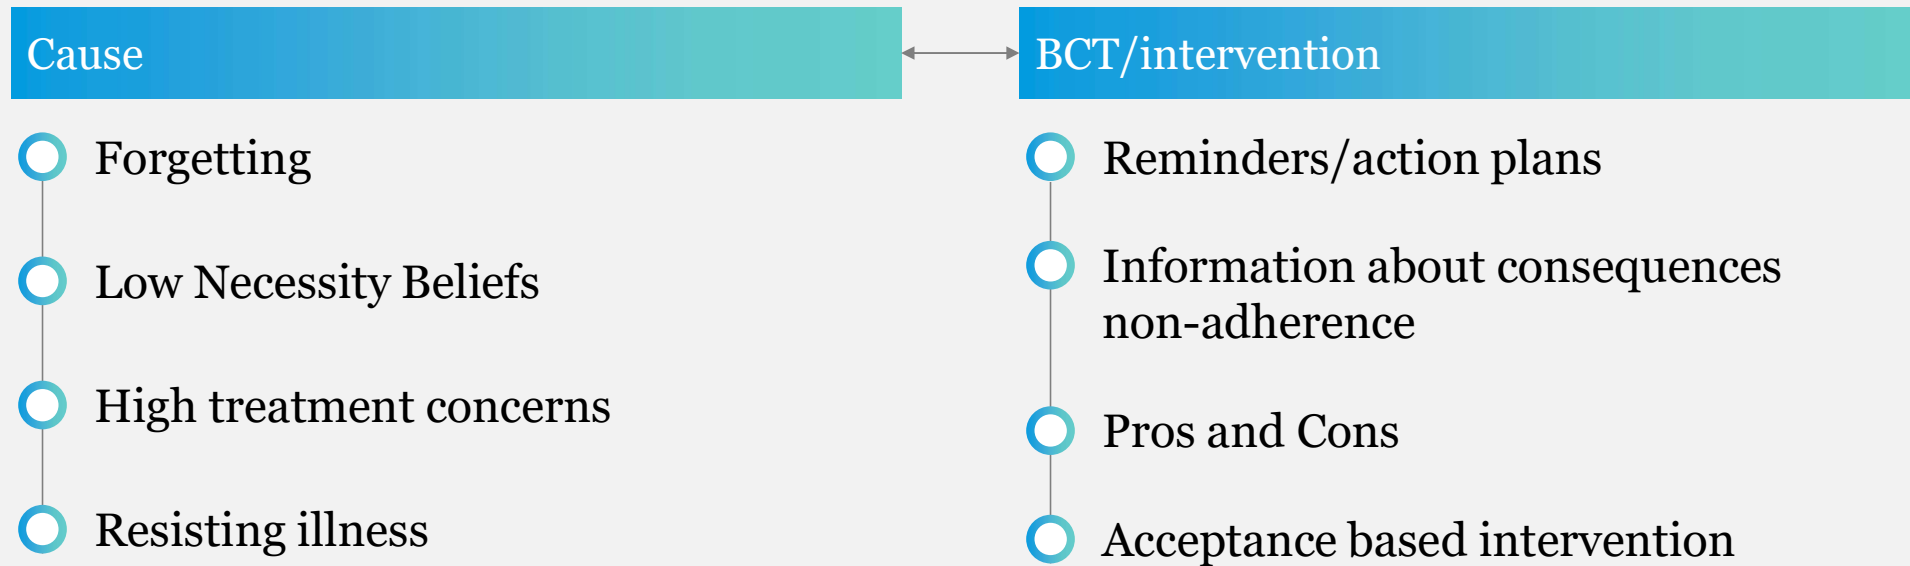 Cause
Forgetting
Low Necessity Beliefs
High treatment concerns
Resisting illness
BCT/intervention
Reminders/action plans
Information about consequences
non-adherence
Pros and Cons
Acceptance based intervention